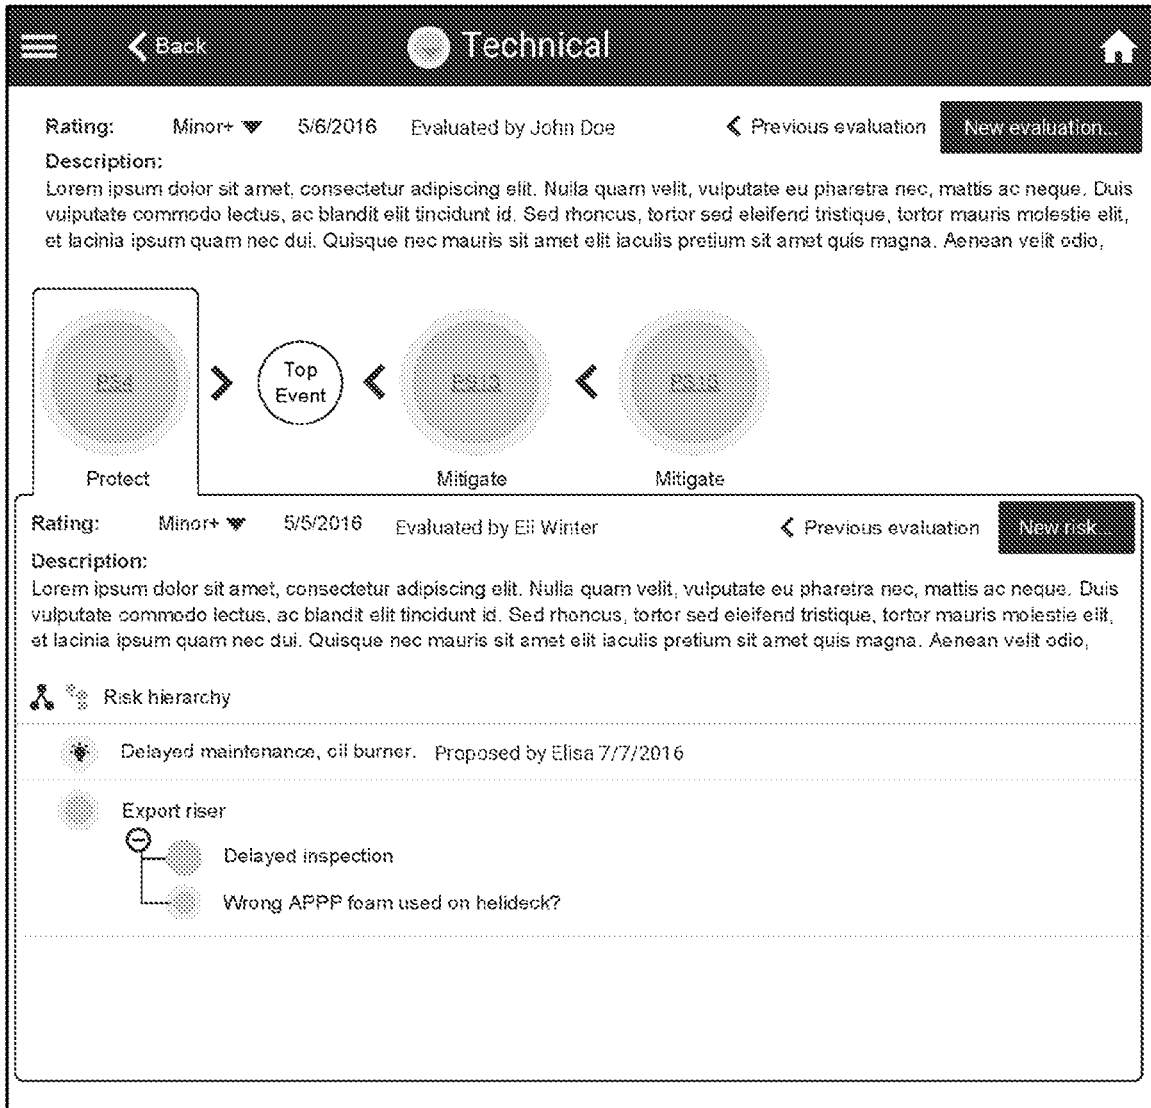 Back
Technical
Rating: Minor+ 5/6/2016 Evaluated by John Doe Previous evaluation New evaluation...
Description:
Lorem ipsum dolor sit amet, consectetur adipiscing elit. Nulla quam velit, vulputate eu pharetra nec, mattis ac neque. Duis
vulputate commodo lectus, ac blandit elit tincidunt id. Sed rhoncus, tortor sed eleifend tristique, tortor mauris molestie elit,
et lacinia ipsum quam nec dui. Quisque nec mauris sit amet elit iaculis pretium sit amet quis magna. Aenean velit odio,
Top
Event
Protect
Mitigate
Mitigate
Rating: Minor+ 5/5/2016 Evaluated by Eli Winter Previous evaluation New risk...
Description:
Lorem ipsum dolor sit amet, consectetur adipiscing elit. Nulla quam velit, vulputate eu pharetra nec, mattis ac neque. Duis
vulputate commodo lectus, ac blandit elit tincidunt id. Sed rhoncus, tortor sed eleifend tristique, tortor mauris molestie elit,
et lacinia ipsum quam nec dui. Quisque nec mauris sit amet elit iaculis pretium sit amet quis magna. Aenean velit odio,
Risk hierarchy
Delayed maintenance, oil burner. Proposed by Elisa 7/7/2016
Export riser
Delayed inspection
Wrong APPP foam used on helideck?